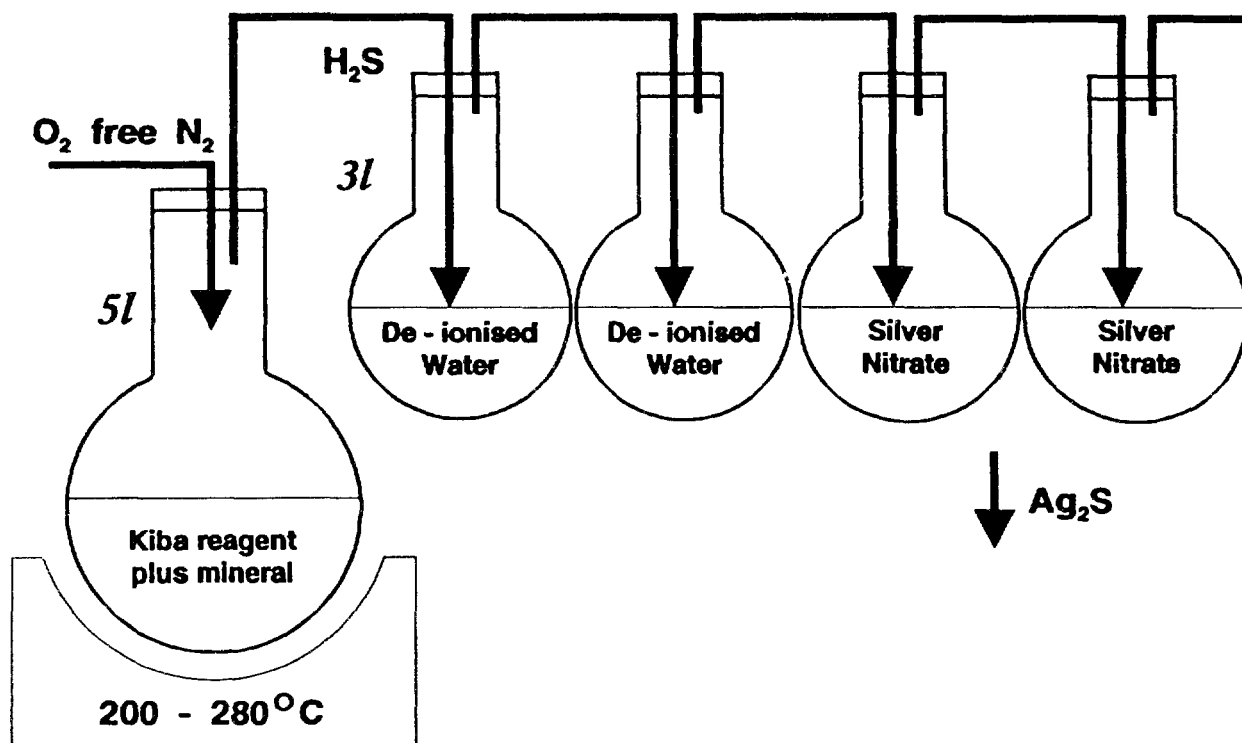 H₂S
O₂ free N₂
3l
5l
De - ionised
Water
De - ionised
Water
Silver
Nitrate
Silver
Nitrate
Ag₂S
Kiba reagent
plus mineral
200 - 280°C